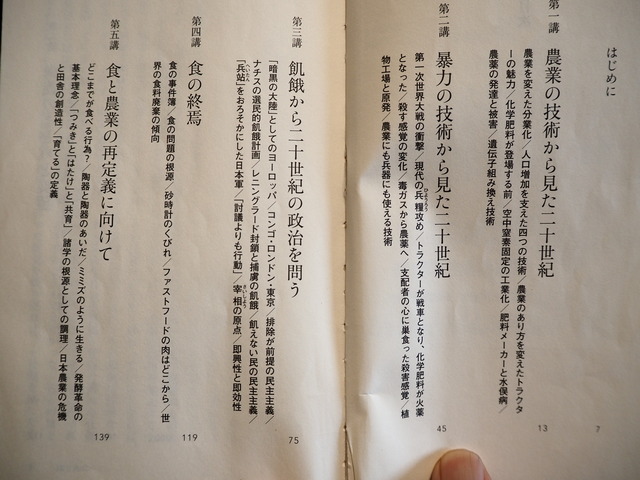 はじめに
7
第一講
農業の技術から見た二十世紀
13
農業を変えた分業化／人口増加を支えた四つの技術／農業のあり方を変えたトラクタ
ーの魅力／化学肥料が登場する前／空中窒素固定の工業化／肥料メーカーと水俣病／
農薬の発達と被害／遺伝子組み換え技術
第二講
暴力の技術から見た二十世紀
45
第一次世界大戦の衝撃／現代の兵糧攻め／トラクターが戦車となり、化学肥料が火薬
ひょうろう
となった／殺す感覚の変化／毒ガスから農薬へ／支配者の心に巣食った殺害感覚／植
物工場と原発／農業にも兵器にも使える技術
第三講
飢餓から二十世紀の政治を問う
75
「暗黒の大陸」としてのヨーロッパ／コンゴ・ロンドン・東京／排除が前提の民主主義／
ナチスの選民的飢餓計画／レニングラード封鎖と捕虜の飢餓／飢えない民の民主主義／
「兵站」をおろそかにした日本軍／「討議よりも行動」／宰相の原点／即興性と即効性
へいたん
さいしょう
第四講
食の終焉
119
食の事件簿／食の問題の根源／砂時計のくびれ／ファストフードの肉はどこから／世
界の食料廃棄の傾向
第五講
食と農業の再定義に向けて
139
どこまでが食べる行為？／陶器と陶器のあいだ／ミミズのように生きる／発酵革命の
基本理念／「つみき」と「はたけ」と「共育」／諸学の根源としての調理／日本農業の危機
と田舎の創造性／「育てる」の定義